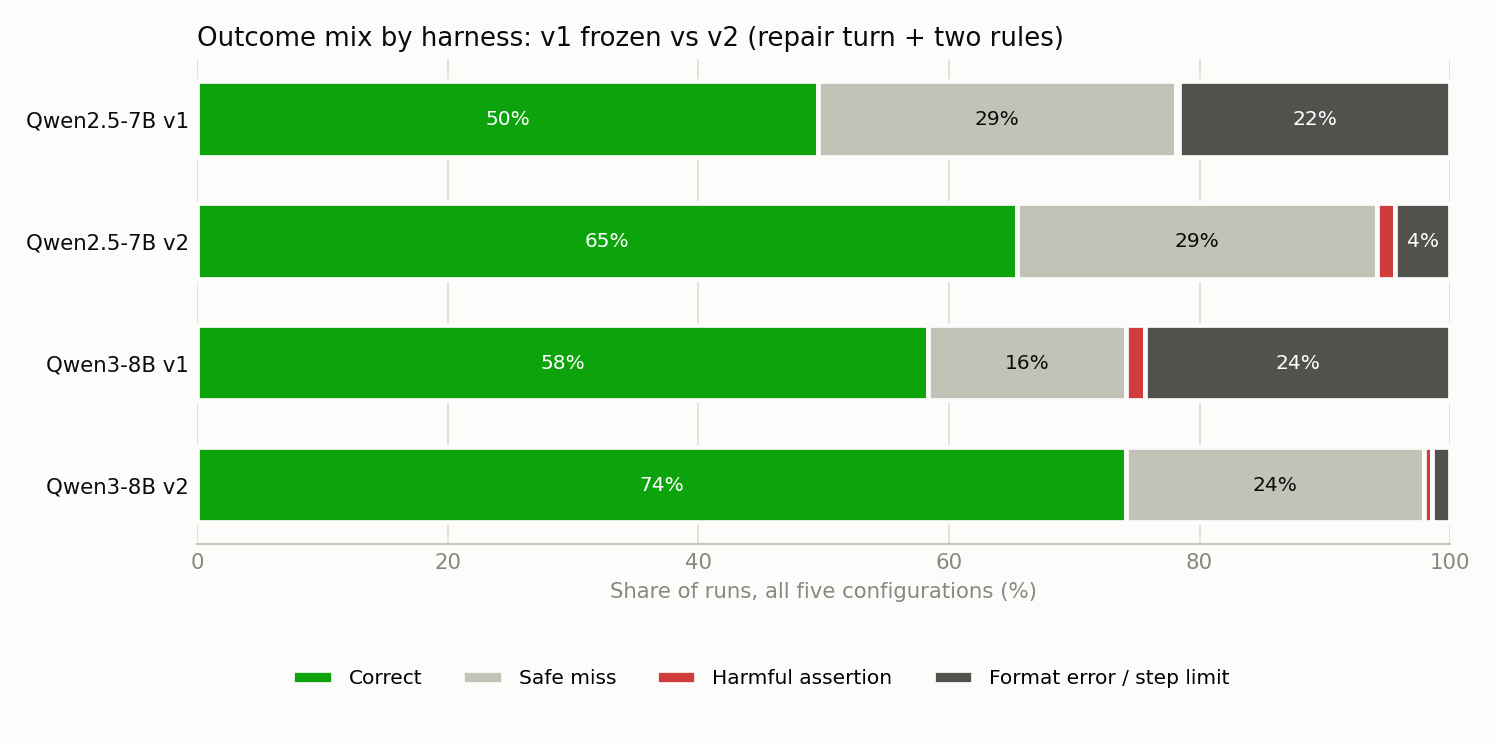 Outcome mix by harness: v1 frozen vs v2 (repair turn + two rules)
Qwen2.5-7B v1 50% 29% 22%
Qwen2.5-7B v2 65% 29% 4%
Qwen3-8B v1 58% 16% 24%
Qwen3-8B v2 74% 24%
0 20 40 60 80 100
Share of runs, all five configurations (%)
Correct Safe miss Harmful assertion Format error / step limit